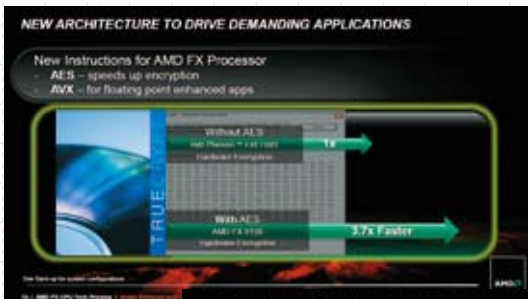 NEW ARCHITECTURE TO DRIVE DEMANDING APPLICATIONS
New Instructions for AMD FX Processor
- AES – speeds up encryption
- AVX – for floating point enhanced apps
TRUE
Without AES
Hardware Encryption
1x
With AES
AMD FX
Hardware Encryption
3.7x Faster
AMD